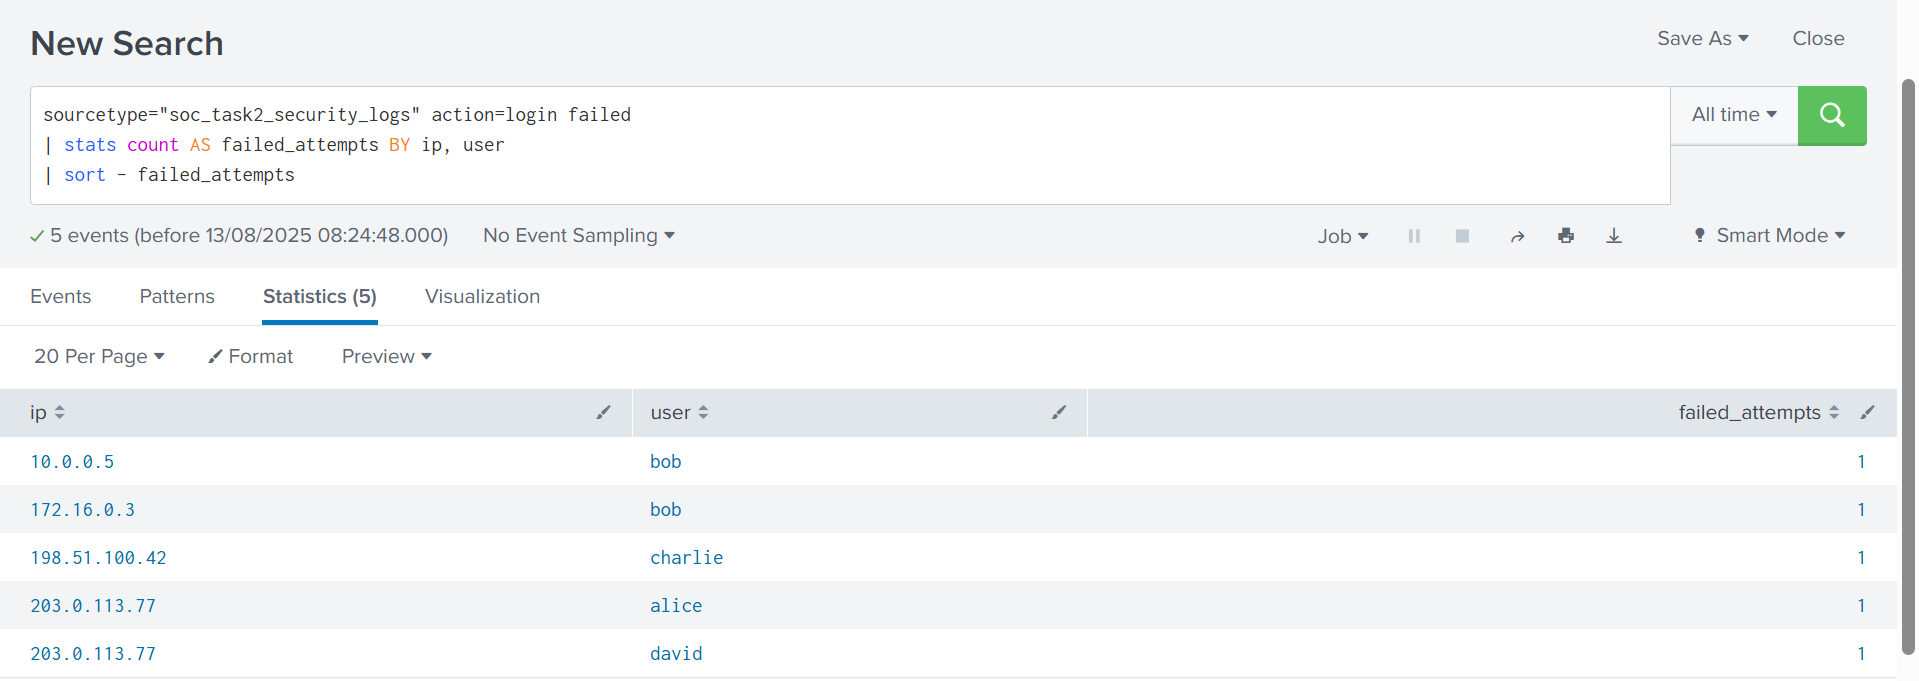 New Search
Save As
Close
sourcetype="soc_task2_security_logs" action=login failed
| stats count AS failed_attempts BY ip, user
| sort - failed_attempts
All time
5 events (before 13/08/2025 08:24:48.000)
No Event Sampling
Job
Smart Mode
Events
Patterns
Statistics (5)
Visualization
20 Per Page
Format
Preview
ip
user
failed_attempts
10.0.0.5 bob 1
172.16.0.3 bob 1
198.51.100.42 charlie 1
203.0.113.77 alice 1
203.0.113.77 david 1